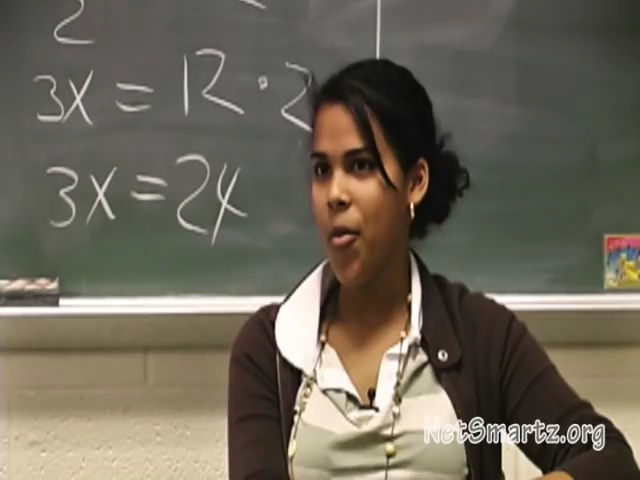 2
3x = 12 · 2
3x = 24
NetSmartz.org